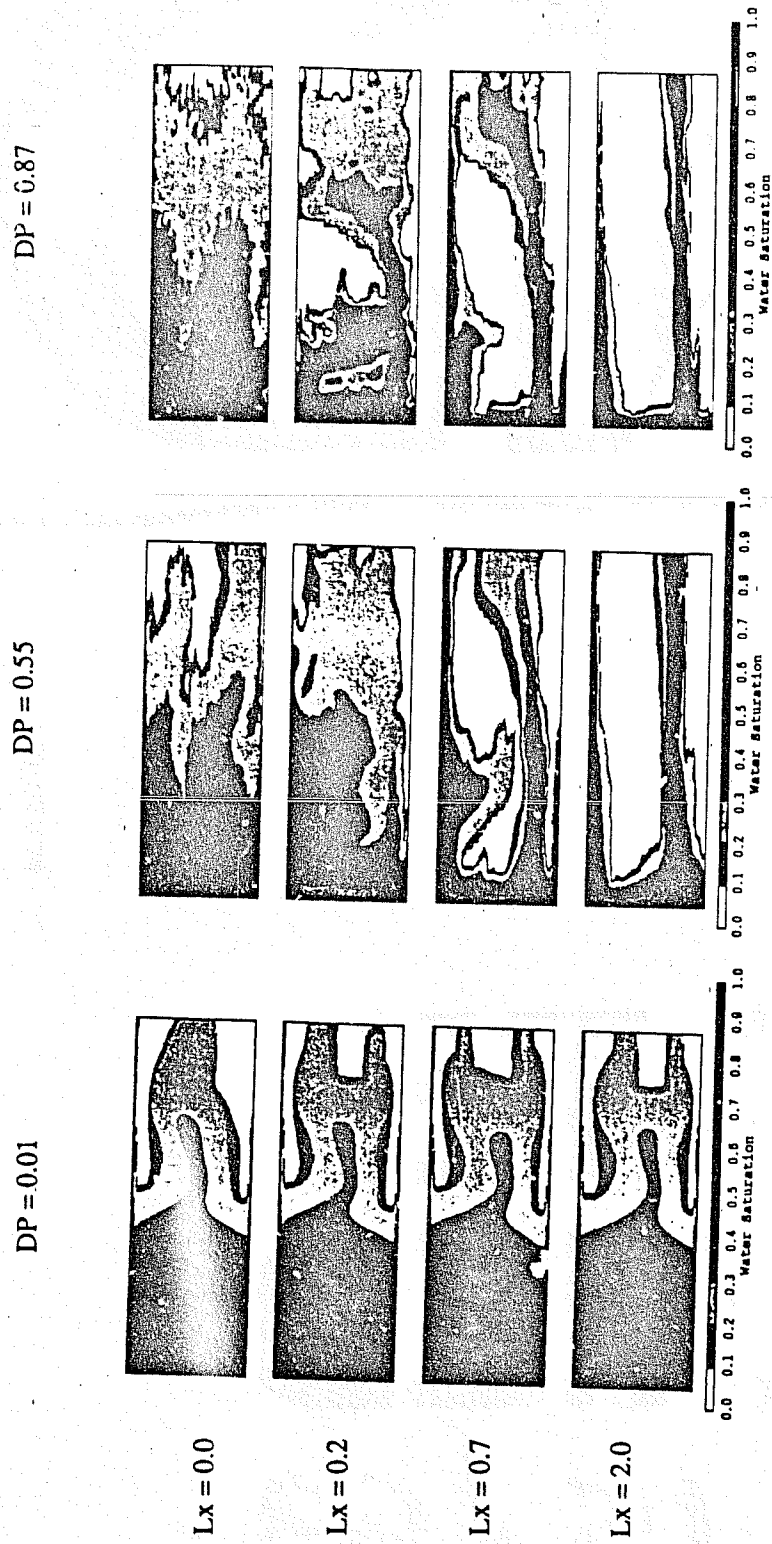 DP = 0.01
DP = 0.55
DP = 0.87
Lx = 0.0
Lx = 0.2
Lx = 0.7
Lx = 2.0
0.0 0.1 0.2 0.3 0.4 0.5 0.6 0.7 0.8 0.9 1.0
Water Saturation
0.0 0.1 0.2 0.3 0.4 0.5 0.6 0.7 0.8 0.9 1.0
Water Saturation
0.0 0.1 0.2 0.3 0.4 0.5 0.6 0.7 0.8 0.9 1.0
Water Saturation